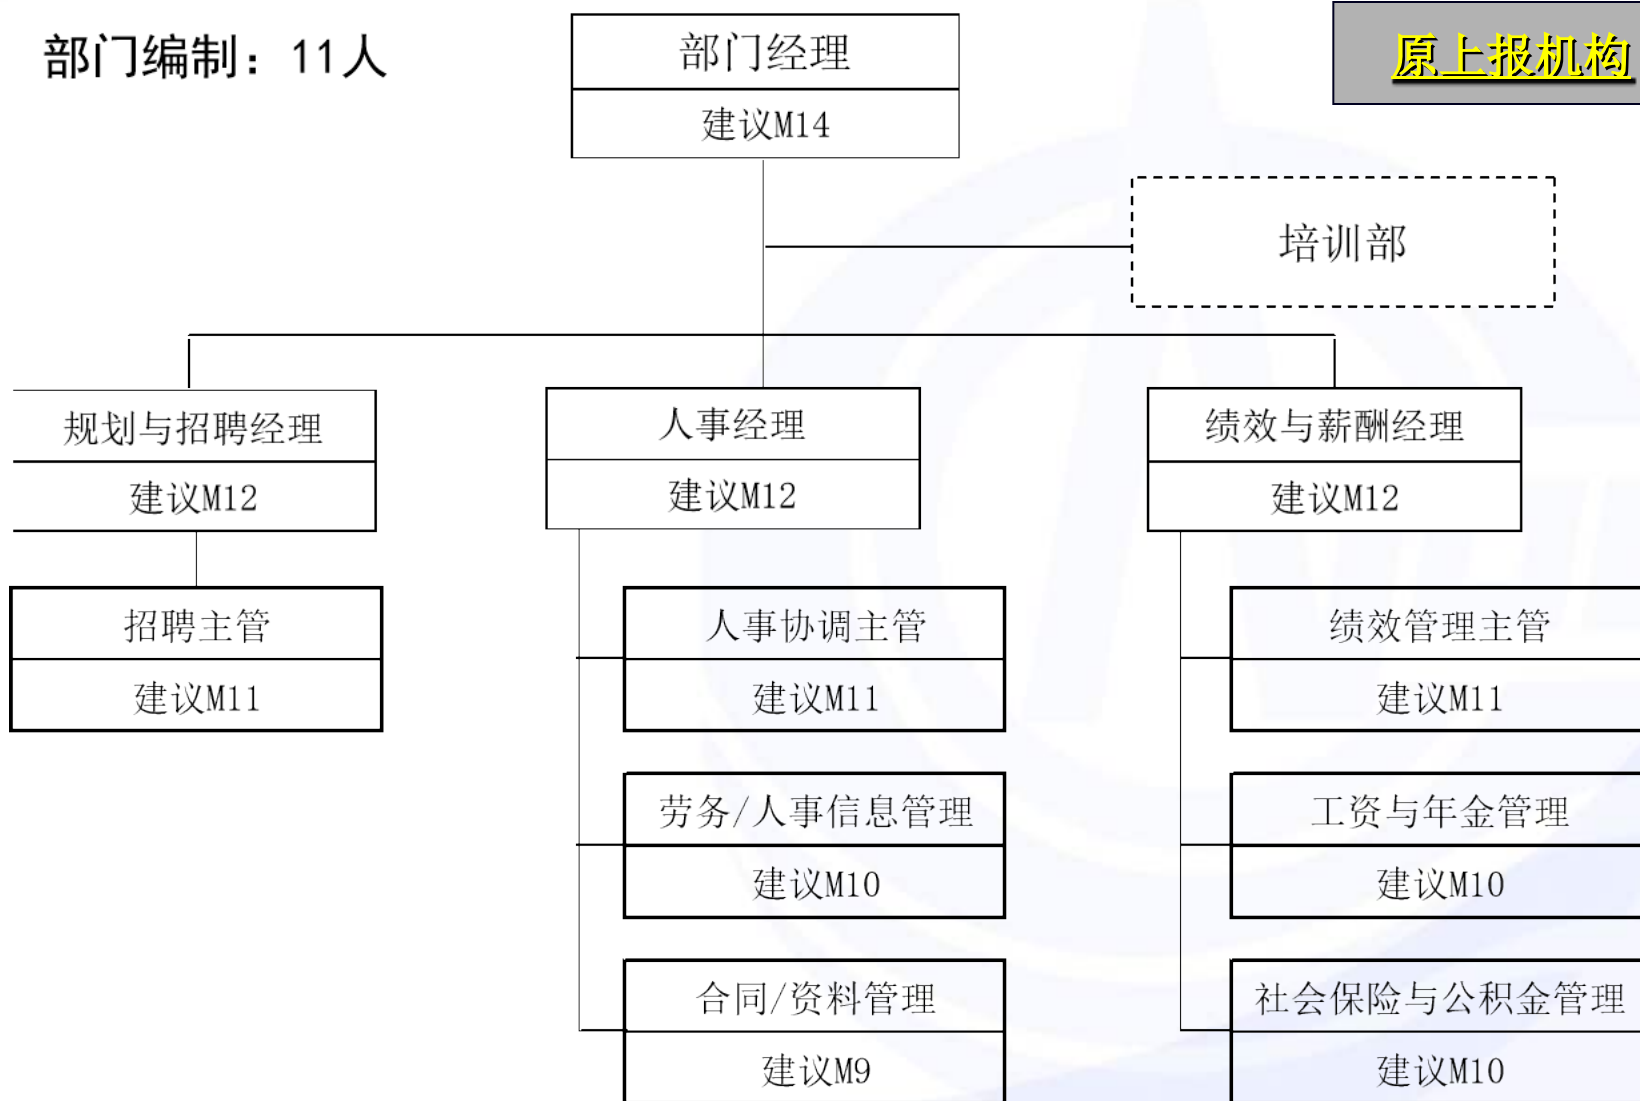 部门编制：11人
部门经理
建议M14
原上报机构
培训部
规划与招聘经理
建议M12
人事经理
建议M12
绩效与薪酬经理
建议M12
招聘主管
建议M11
人事协调主管
建议M11
绩效管理主管
建议M11
劳务/人事信息管理
建议M10
工资与年金管理
建议M10
合同/资料管理
建议M9
社会保险与公积金管理
建议M10